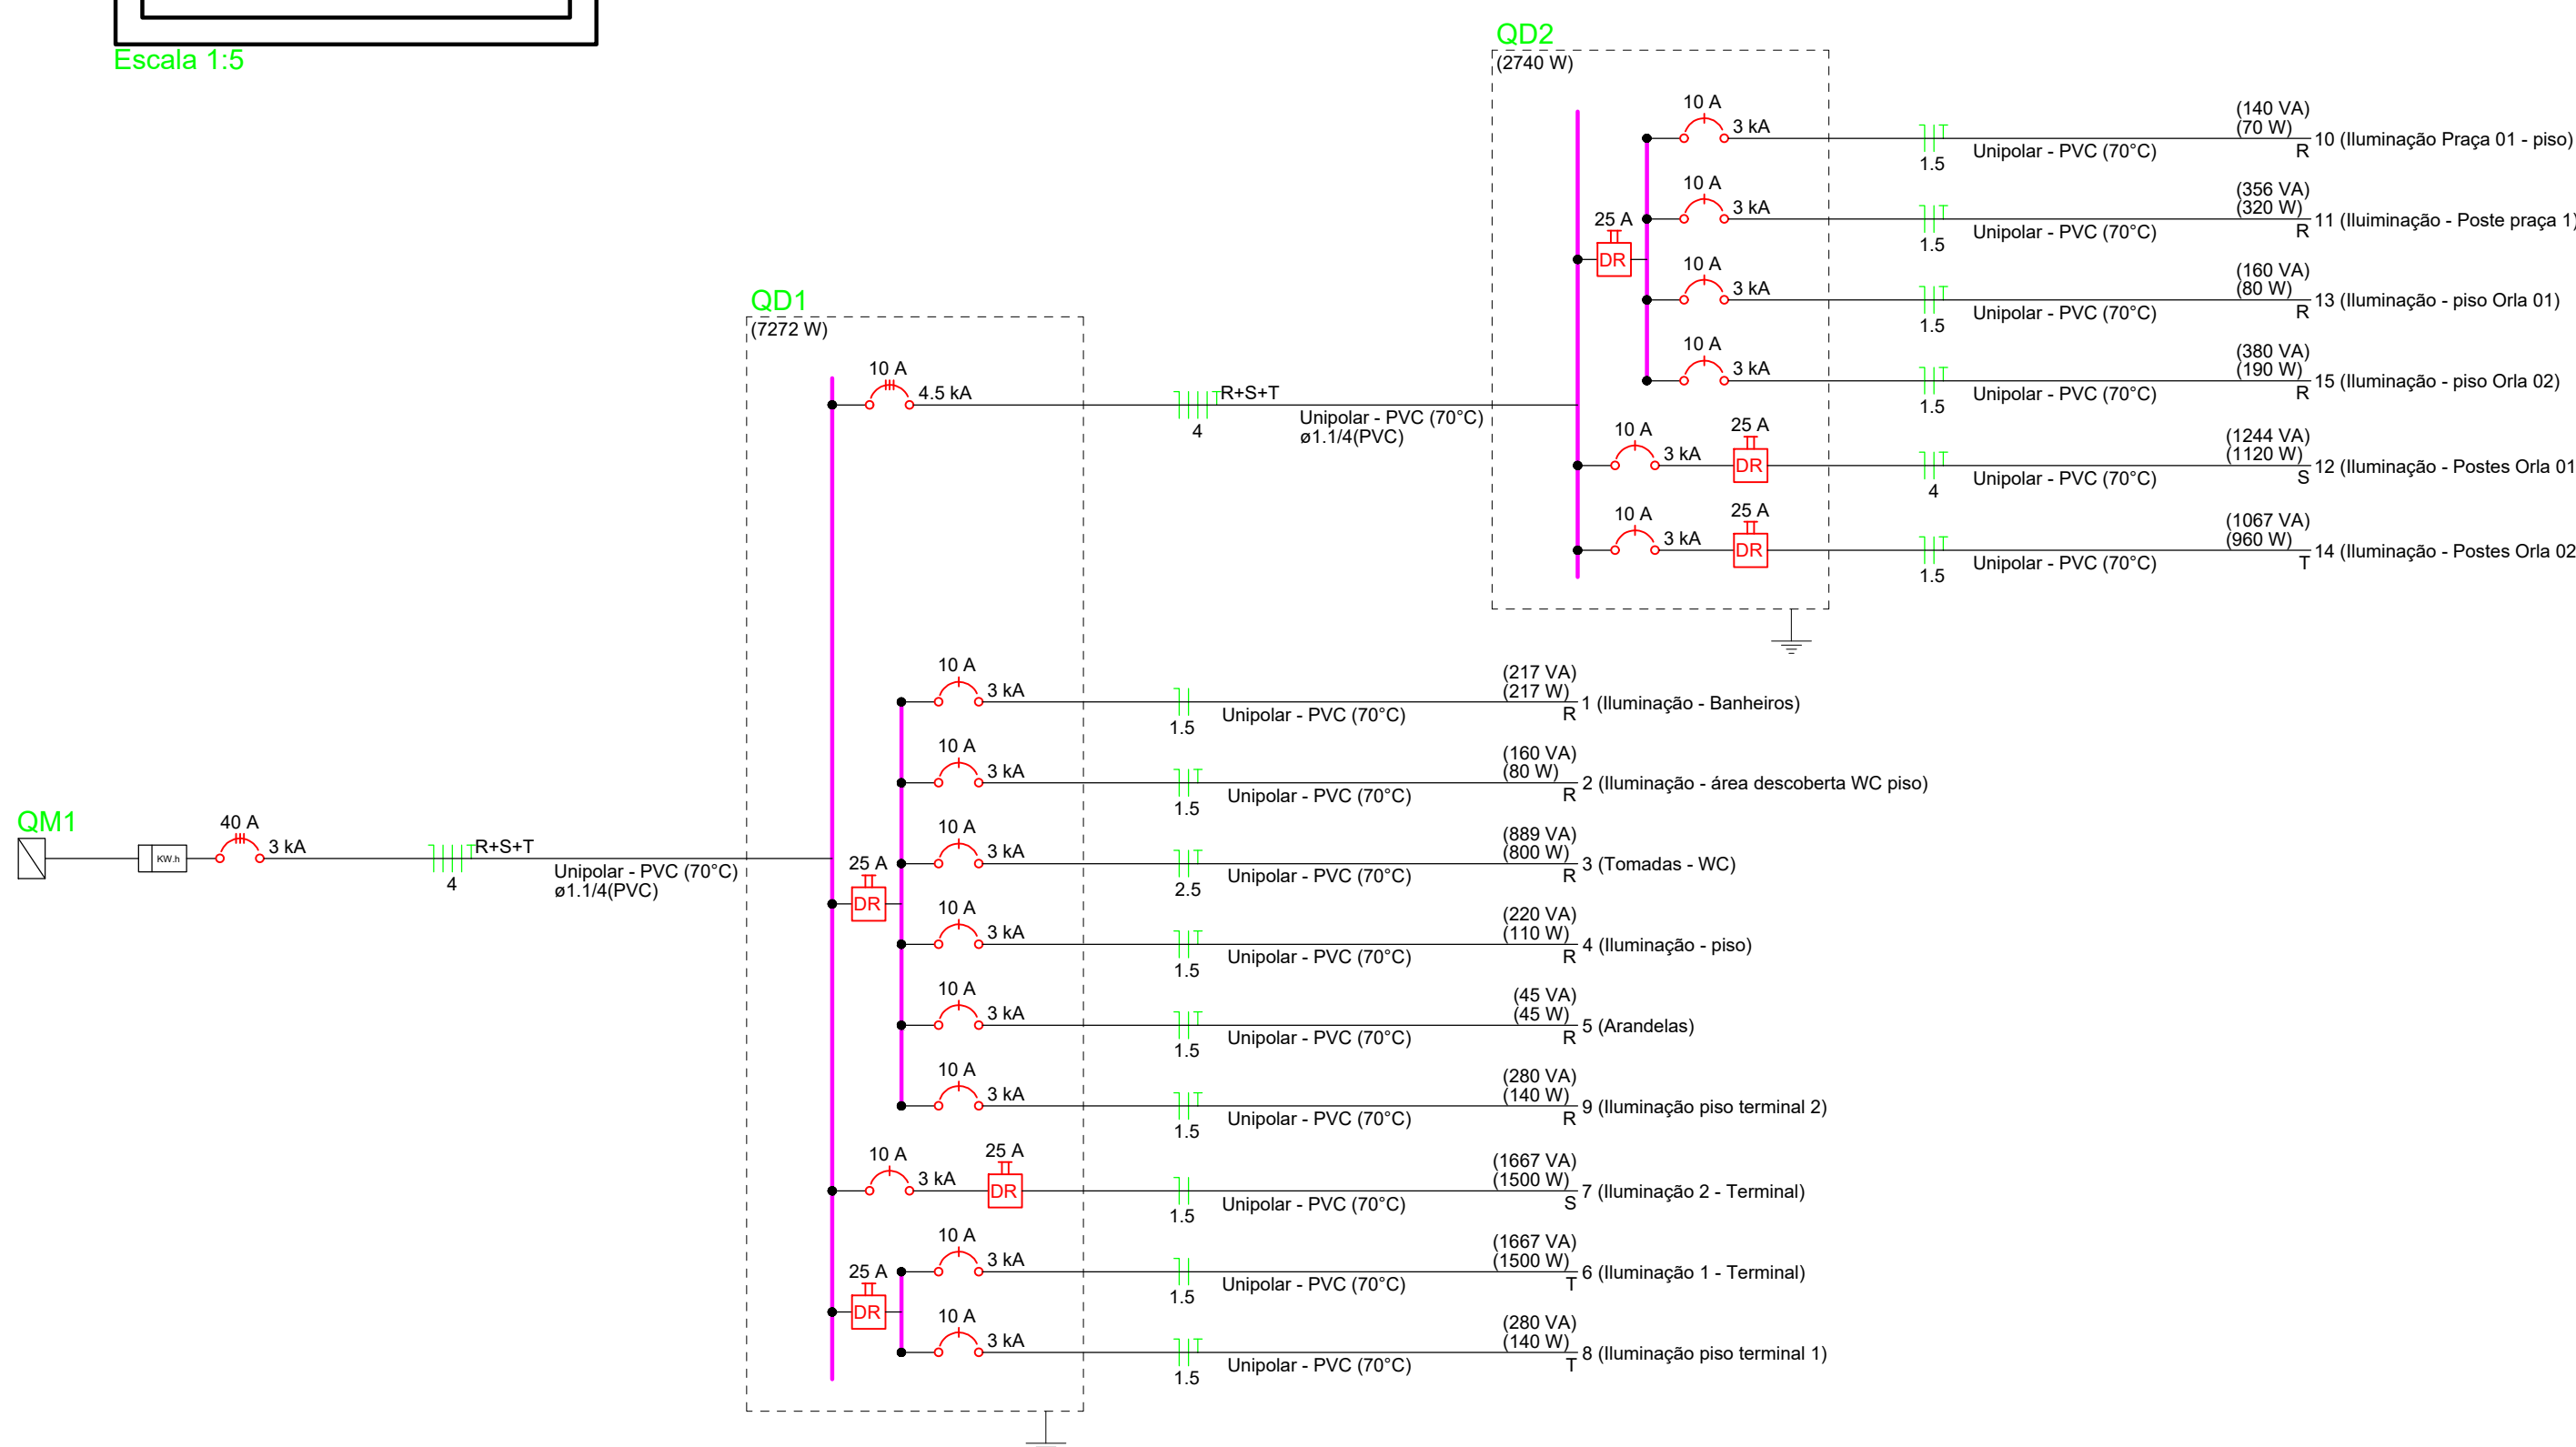 Escala 1:5
QD2
(2740 W)
10 A
3 kA
1.5
Unipolar - PVC (70°C)
(140 VA)
(70 W)
R
10 (Iluminação Praça 01 - piso)
10 A
3 kA
1.5
Unipolar - PVC (70°C)
(356 VA)
(320 W)
R
11 (Iluiminação - Poste praça 1)
25 A
DR
10 A
3 kA
1.5
Unipolar - PVC (70°C)
(160 VA)
(80 W)
R
13 (Iluminação - piso Orla 01)
10 A
3 kA
1.5
Unipolar - PVC (70°C)
(380 VA)
(190 W)
R
15 (Iluminação - piso Orla 02)
10 A
3 kA
25 A
DR
4
Unipolar - PVC (70°C)
(1244 VA)
(1120 W)
S
12 (Iluminação - Postes Orla 01
10 A
3 kA
25 A
DR
1.5
Unipolar - PVC (70°C)
(1067 VA)
(960 W)
T
14 (Iluminação - Postes Orla 02
QD1
(7272 W)
10 A
4.5 kA
R+S+T
4
Unipolar - PVC (70°C)
ø1.1/4(PVC)
10 A
3 kA
1.5
Unipolar - PVC (70°C)
(217 VA)
(217 W)
R
1 (Iluminação - Banheiros)
10 A
3 kA
1.5
Unipolar - PVC (70°C)
(160 VA)
(80 W)
R
2 (Iluminação - área descoberta WC piso)
QM1
KW.h
40 A
3 kA
R+S+T
4
Unipolar - PVC (70°C)
ø1.1/4(PVC)
25 A
DR
10 A
3 kA
2.5
Unipolar - PVC (70°C)
(889 VA)
(800 W)
R
3 (Tomadas - WC)
10 A
3 kA
1.5
Unipolar - PVC (70°C)
(220 VA)
(110 W)
R
4 (Iluminação - piso)
10 A
3 kA
1.5
Unipolar - PVC (70°C)
(45 VA)
(45 W)
R
5 (Arandelas)
10 A
3 kA
1.5
Unipolar - PVC (70°C)
(280 VA)
(140 W)
R
9 (Iluminação piso terminal 2)
10 A
3 kA
25 A
DR
1.5
Unipolar - PVC (70°C)
(1667 VA)
(1500 W)
S
7 (Iluminação 2 - Terminal)
25 A
DR
10 A
3 kA
1.5
Unipolar - PVC (70°C)
(1667 VA)
(1500 W)
T
6 (Iluminação 1 - Terminal)
10 A
3 kA
1.5
Unipolar - PVC (70°C)
(280 VA)
(140 W)
T
8 (Iluminação piso terminal 1)